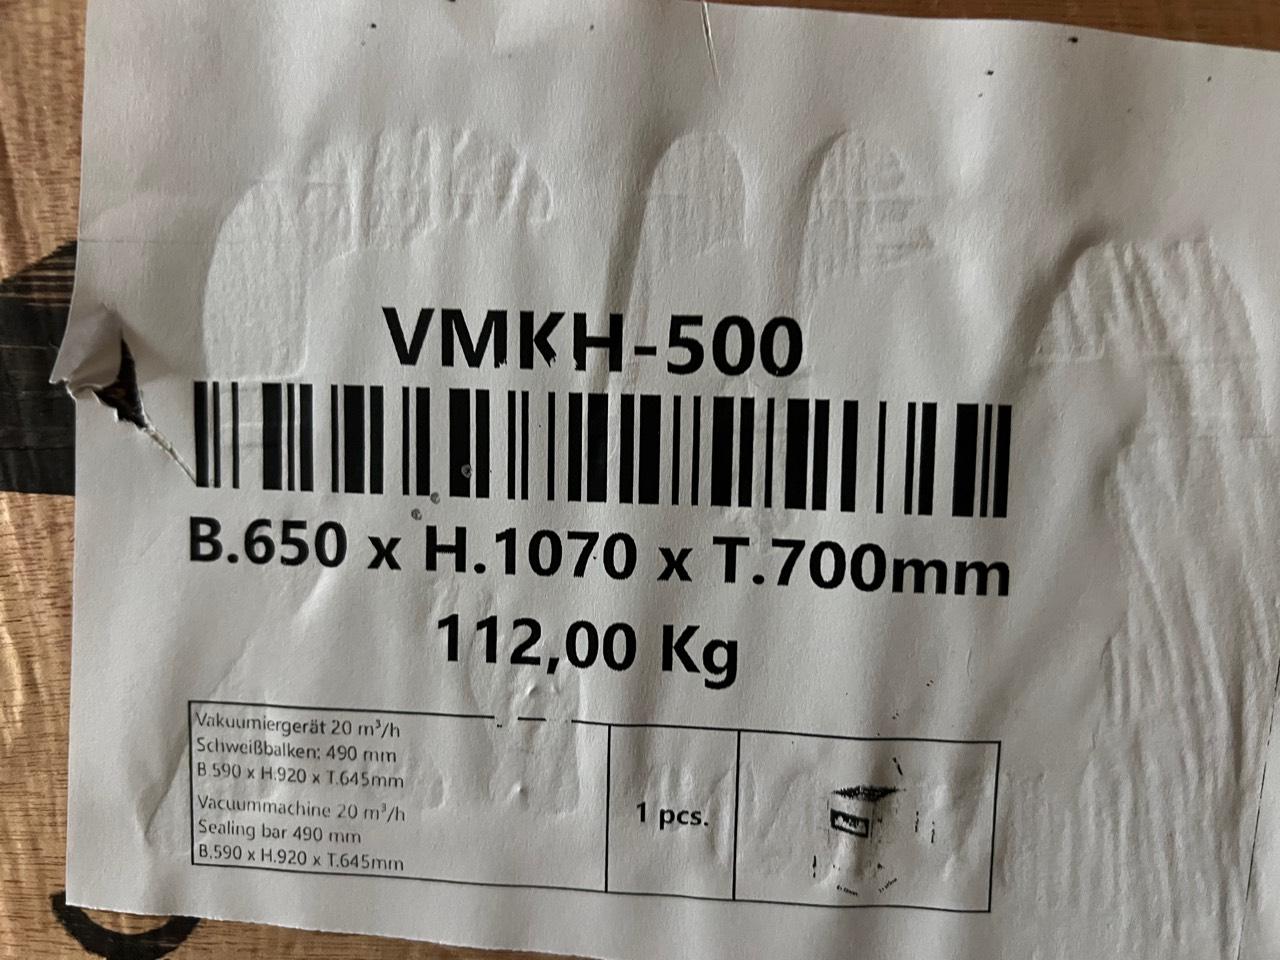 VMKH-500
B.650 x H.1070 x T.700mm
112,00 Kg
Vakuumiergerät 20 m³/h
Schweißbalken: 490 mm
B.590 x H.920 x T.645mm
Vacuummachine 20 m³/h
Sealing bar 490 mm
B.590 x H.920 x T.645mm
1 pcs.